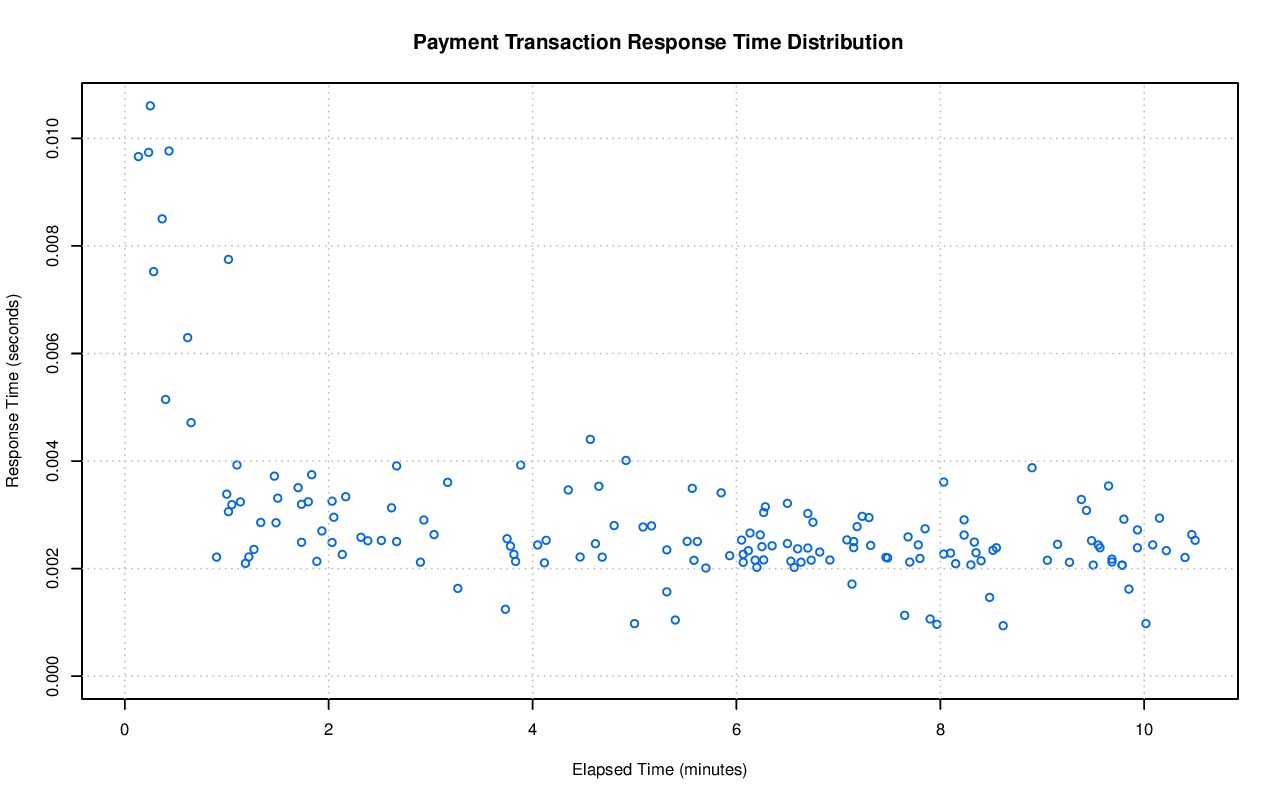 Payment Transaction Response Time Distribution
Response Time (seconds)
0.010
0.008
0.006
0.004
0.002
0.000
0 2 4 6 8 10
Elapsed Time (minutes)